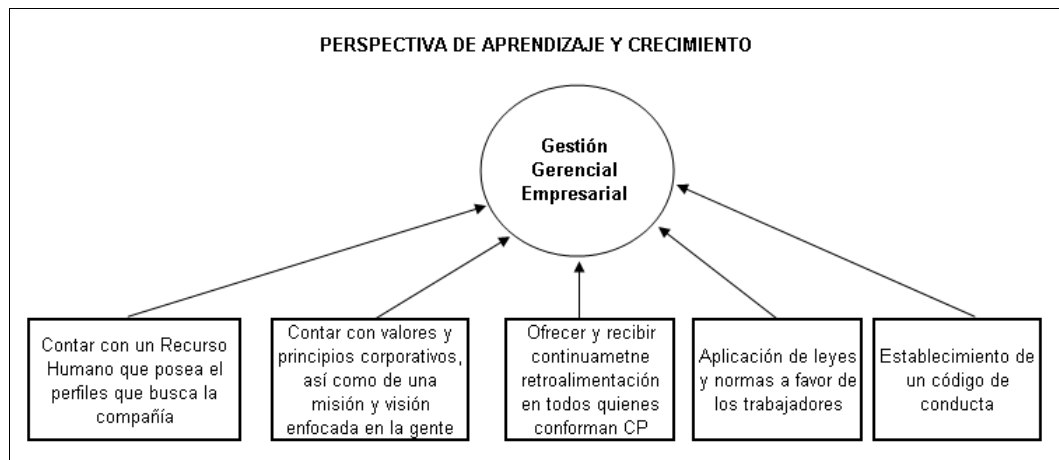 PERSPECTIVA DE APRENDIZAJE Y CRECIMIENTO
Gestión
Gerencial
Empresarial
Contar con un Recurso
Humano que posea el
perfiles que busca la
compañía
Contar con valores y
principios corporativos,
así como de una
misión y visión
enfocada en la gente
Ofrecer y recibir
continuametne
retroalimentación
en todos quienes
conforman CP
Aplicación de leyes
y normas a favor de
los trabajadores
Establecimiento de
un código de
conducta